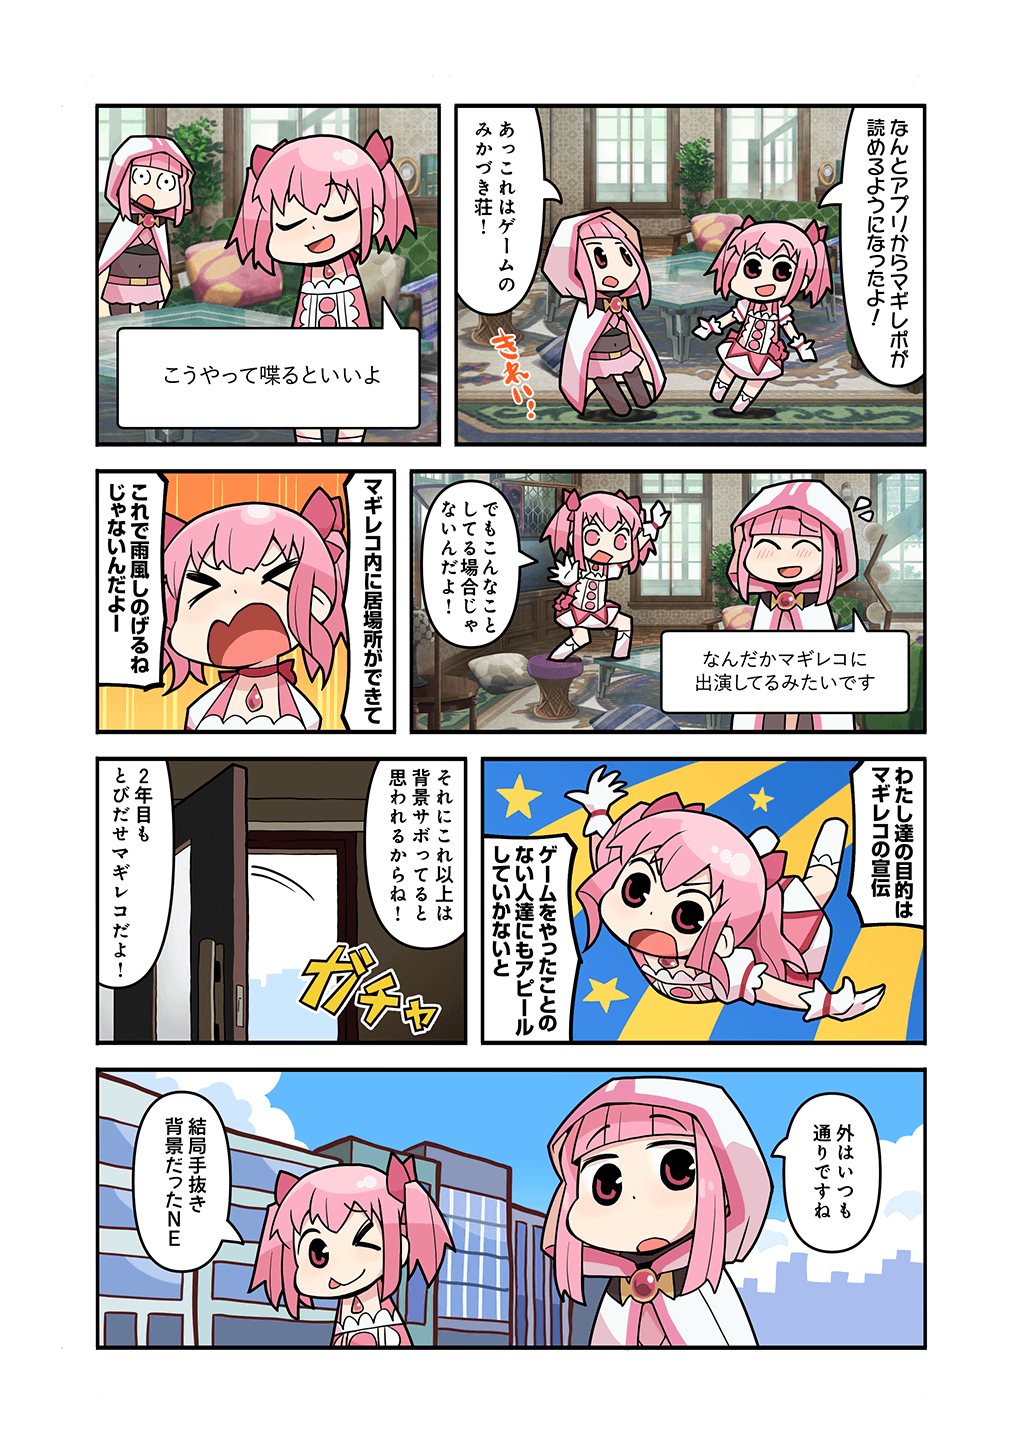 なんとアプリからマギレポが
読めるようになったよ！
あっこれはゲームの
みかづき荘！
きれい！
こうやって喋るといいよ
なんだかマギレコに
出演してるみたいです
でもこんなこと
してる場合じゃ
ないんだよ！
マギレコ内に居場所ができて
これで雨風しのげるね
じゃないんだよー
わたし達の目的は
マギレコの宣伝
ゲームをやったことの
ない人達にもアピール
していかないと
それにこれ以上は
背景サボってると
思われるからね！
ガチャ
2年目も
とびだせマギレコだよ！
外はいつも
通りですね
結局手抜き
背景だったNE